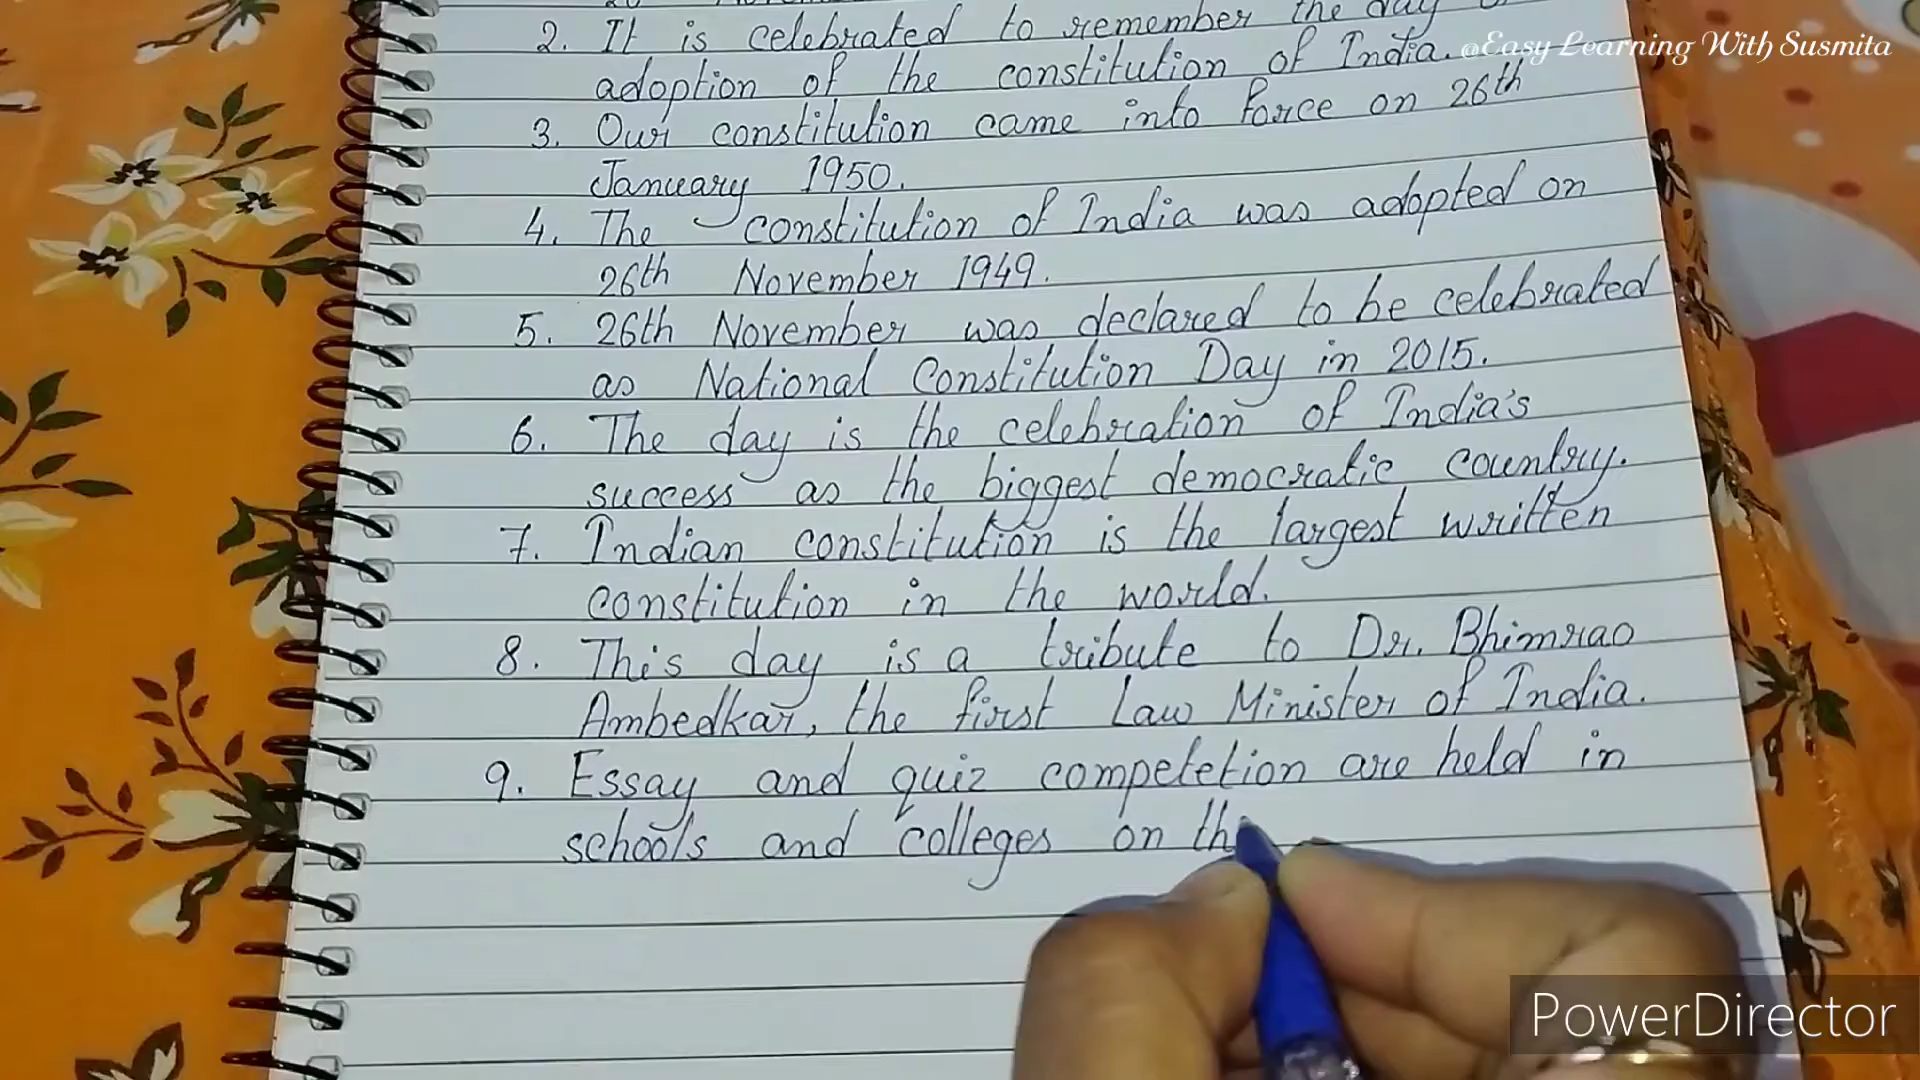 26 Novem
2. It is celebrated to remember the day
@Easy Learning With Susmita
adoption of the constitution of India.
3. Our constitution came into force on 26th
January 1950.
4. The constitution of India was adopted on
26th November 1949.
5. 26th November was declared to be celebrated
as National Constitution Day in 2015.
6. The day is the celebration of India's
success as the biggest democratic country.
7. Indian constitution is the largest written
constitution in the world.
8. This day is a tribute to Dr. Bhimrao
Ambedkar, the first Law Minister of India.
9. Essay and quiz competetion are held in
schools and colleges on th
PowerDirector